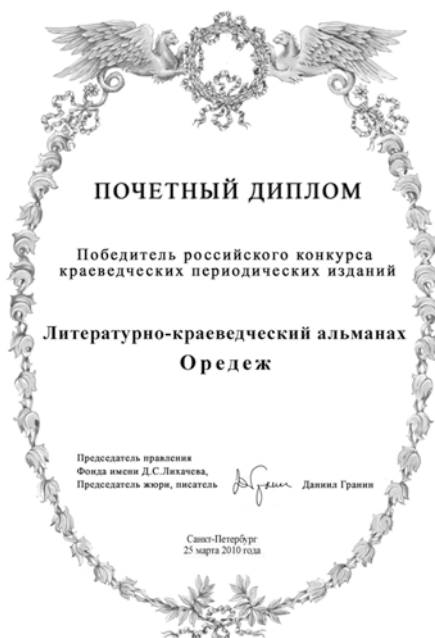 ПОЧЕТНЫЙ ДИПЛОМ
Победитель российского конкурса
краеведческих периодических изданий
Литературно-краеведческий альманах
Оредеж
Председатель правления
Фонда имени Д.С.Лихачева,
Председатель жюри, писатель Даниил Гранин
Санкт-Петербург
25 марта 2010 года